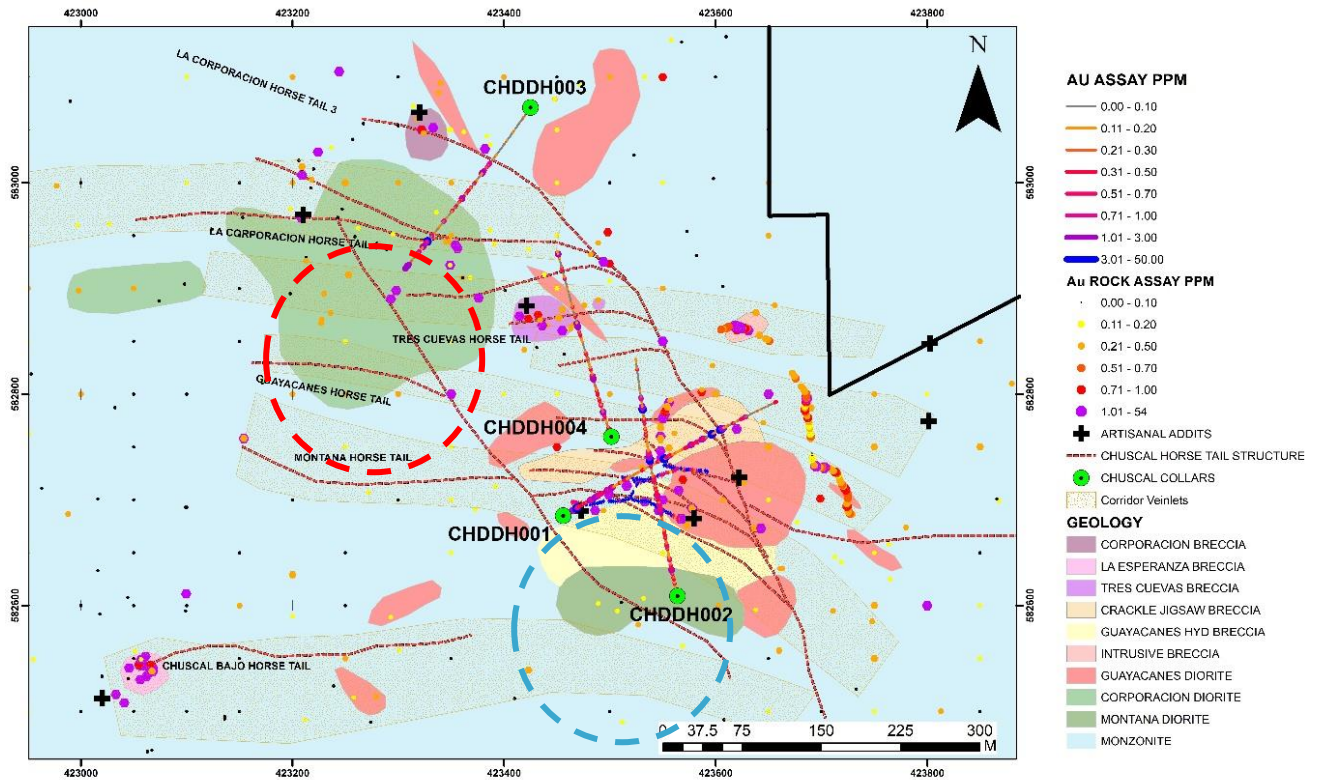 423000 423200 423400 423600 423800
N
LA CORPORACION HORSE TAIL 3
CHDDH003
583000 583000
LA CORPORACION HORSE TAIL
TRES CUEVAS HORSE TAIL
582800 582800
GUAYACANES HORSE TAIL
CHDDH004
MONTANA HORSE TAIL
CHDDH001
582600 582600
CHDDH002
CHUSCAL BAJO HORSE TAIL
0 37.5 75 150 225 300
M
423000 423200 423400 423600 423800
AU ASSAY PPM
0.00 - 0.10
0.11 - 0.20
0.21 - 0.30
0.31 - 0.50
0.51 - 0.70
0.71 - 1.00
1.01 - 3.00
3.01 - 50.00
Au ROCK ASSAY PPM
0.00 - 0.10
0.11 - 0.20
0.21 - 0.50
0.51 - 0.70
0.71 - 1.00
1.01 - 54
ARTISANAL ADDITS
CHUSCAL HORSE TAIL STRUCTURE
CHUSCAL COLLARS
Corridor Veinlets
GEOLOGY
CORPORACION BRECCIA
LA ESPERANZA BRECCIA
TRES CUEVAS BRECCIA
CRACKLE JIGSAW BRECCIA
GUAYACANES HYD BRECCIA
INTRUSIVE BRECCIA
GUAYACANES DIORITE
CORPORACION DIORITE
MONTANA DIORITE
MONZONITE